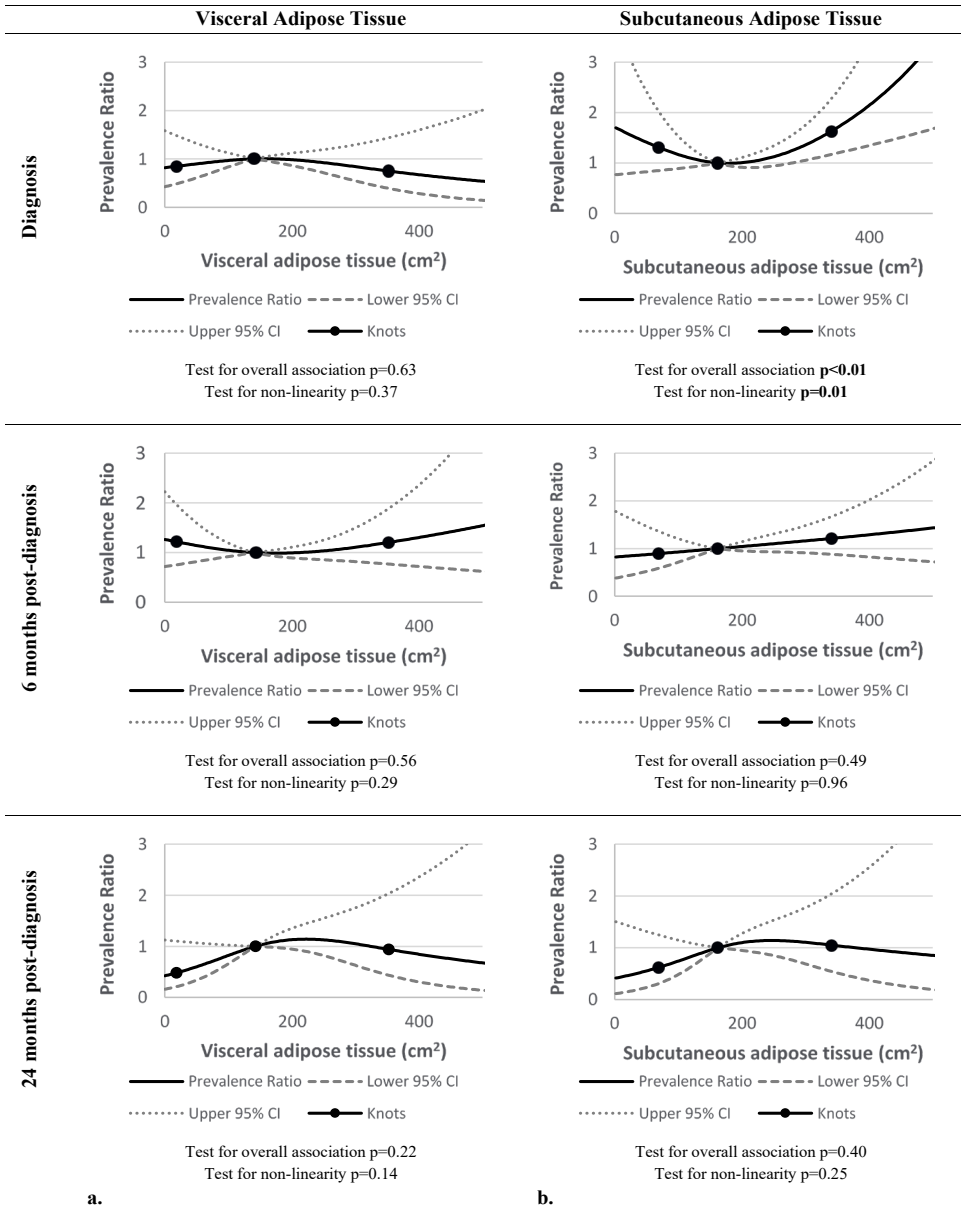 Visceral Adipose Tissue
Subcutaneous Adipose Tissue
Diagnosis
Prevalence Ratio
3
2
1
0
0 200 400
Visceral adipose tissue (cm²)
Prevalence Ratio Lower 95% CI
Upper 95% CI Knots
Test for overall association p=0.63
Test for non-linearity p=0.37
Prevalence Ratio
3
2
1
0
0 200 400
Subcutaneous adipose tissue (cm²)
Prevalence Ratio Lower 95% CI
Upper 95% CI Knots
Test for overall association p<0.01
Test for non-linearity p=0.01
6 months post-diagnosis
Prevalence Ratio
3
2
1
0
0 200 400
Visceral adipose tissue (cm²)
Prevalence Ratio Lower 95% CI
Upper 95% CI Knots
Test for overall association p=0.56
Test for non-linearity p=0.29
Prevalence Ratio
3
2
1
0
0 200 400
Subcutaneous adipose tissue (cm²)
Prevalence Ratio Lower 95% CI
Upper 95% CI Knots
Test for overall association p=0.49
Test for non-linearity p=0.96
24 months post-diagnosis
Prevalence Ratio
3
2
1
0
0 200 400
Visceral adipose tissue (cm²)
Prevalence Ratio Lower 95% CI
Upper 95% CI Knots
Test for overall association p=0.22
Test for non-linearity p=0.14
a.
Prevalence Ratio
3
2
1
0
0 200 400
Subcutaneous adipose tissue (cm²)
Prevalence Ratio Lower 95% CI
Upper 95% CI Knots
Test for overall association p=0.40
Test for non-linearity p=0.25
b.